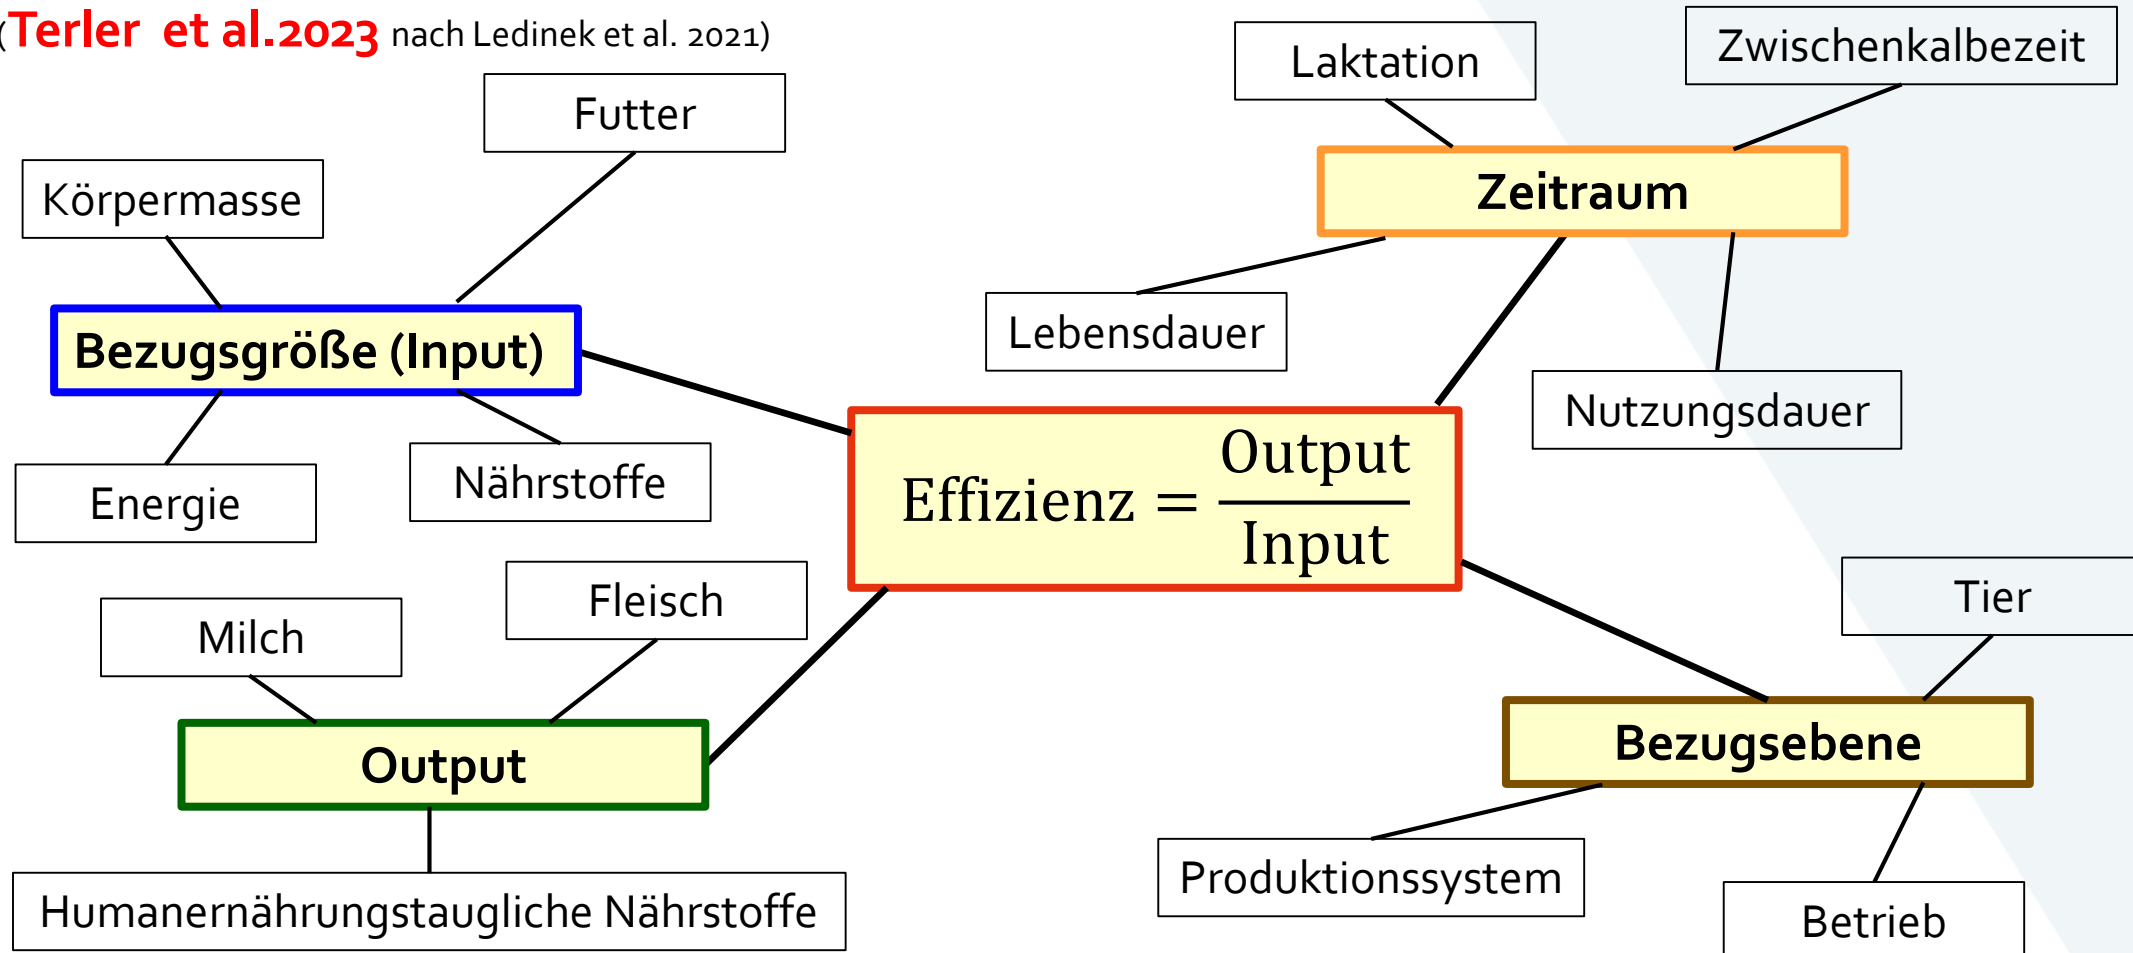 (Terler et al.2023 nach Ledinek et al. 2021)
Futter
Körpermasse
Bezugsgröße (Input)
Energie
Nährstoffe
Laktation
Zwischenkalbezeit
Zeitraum
Lebensdauer
Nutzungsdauer
Effizienz = Output / Input
Milch
Fleisch
Output
Humanernährungstaugliche Nährstoffe
Tier
Bezugsebene
Produktionssystem
Betrieb